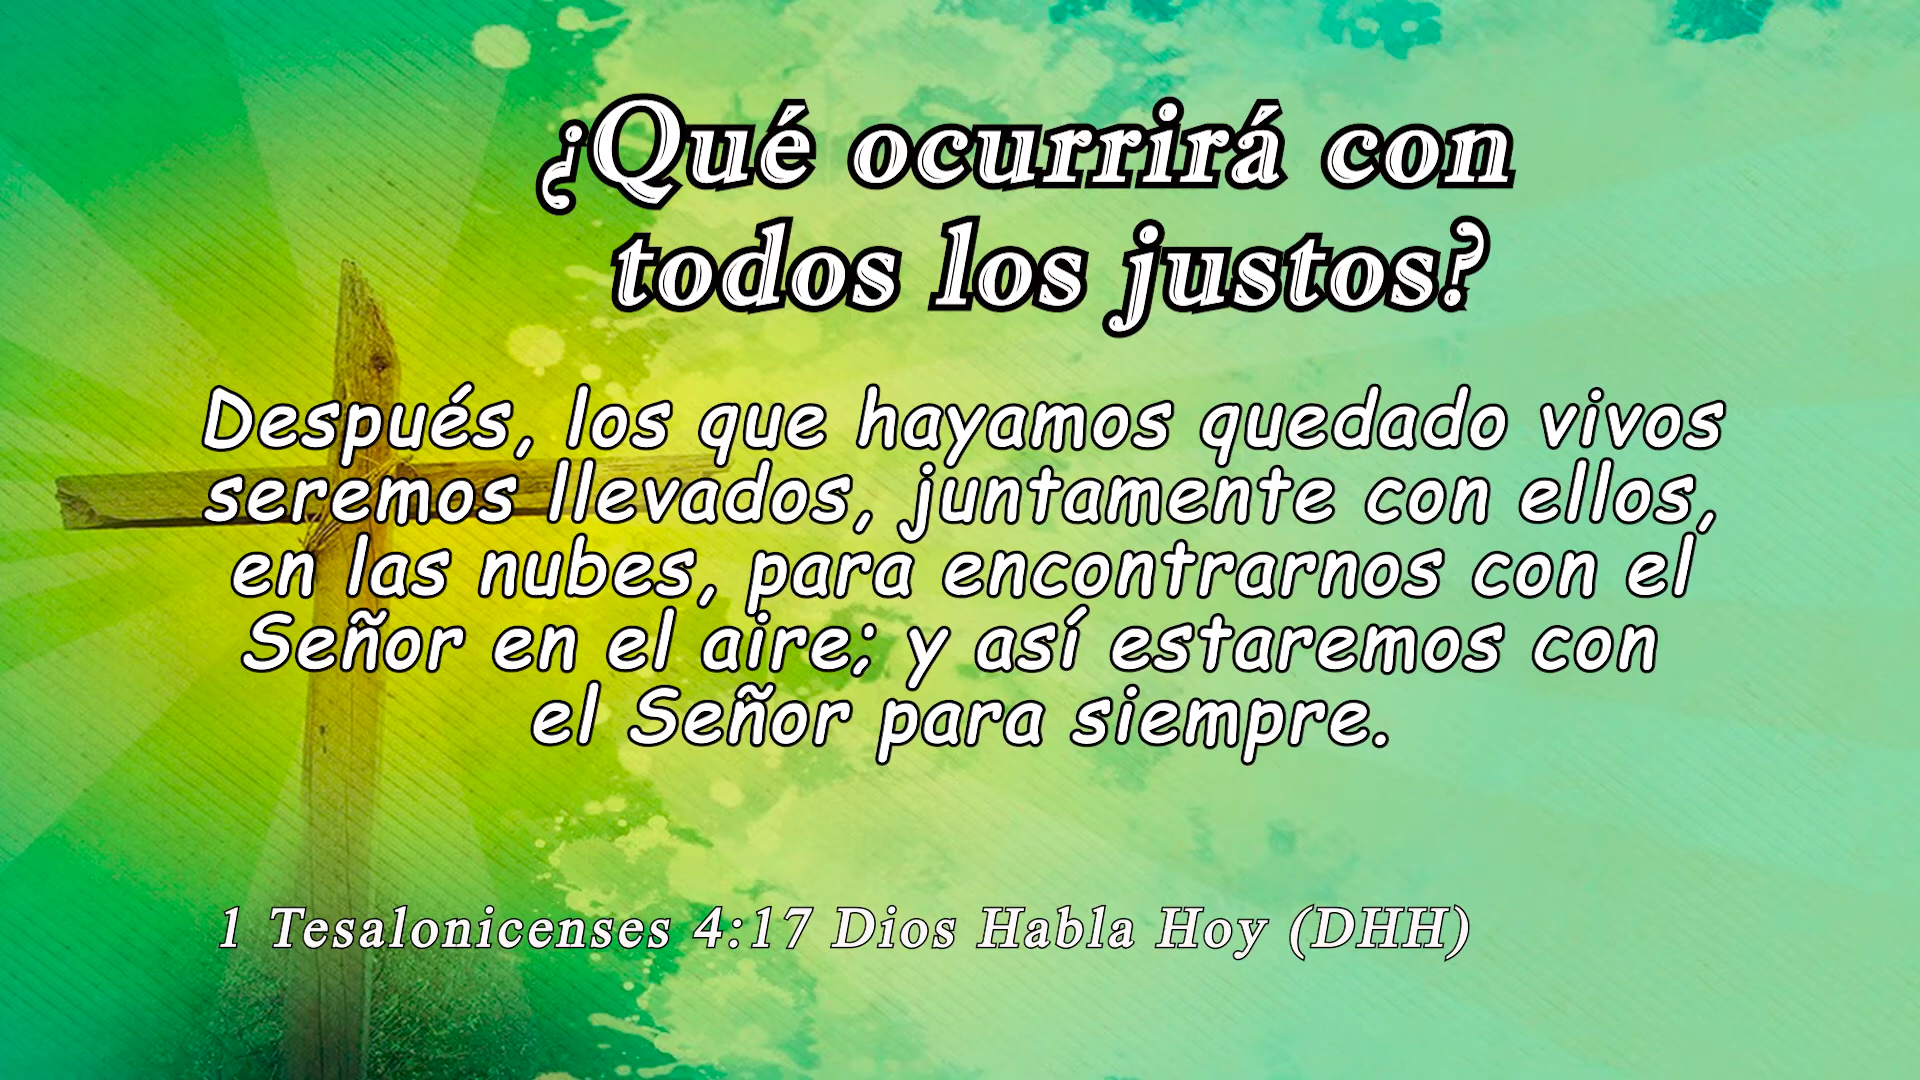 ¿Qué ocurrirá con
todos los justos?
Después, los que hayamos quedado vivos
seremos llevados, juntamente con ellos,
en las nubes, para encontrarnos con el
Señor en el aire; y así estaremos con
el Señor para siempre.
1 Tesalonicenses 4:17 Dios Habla Hoy (DHH)